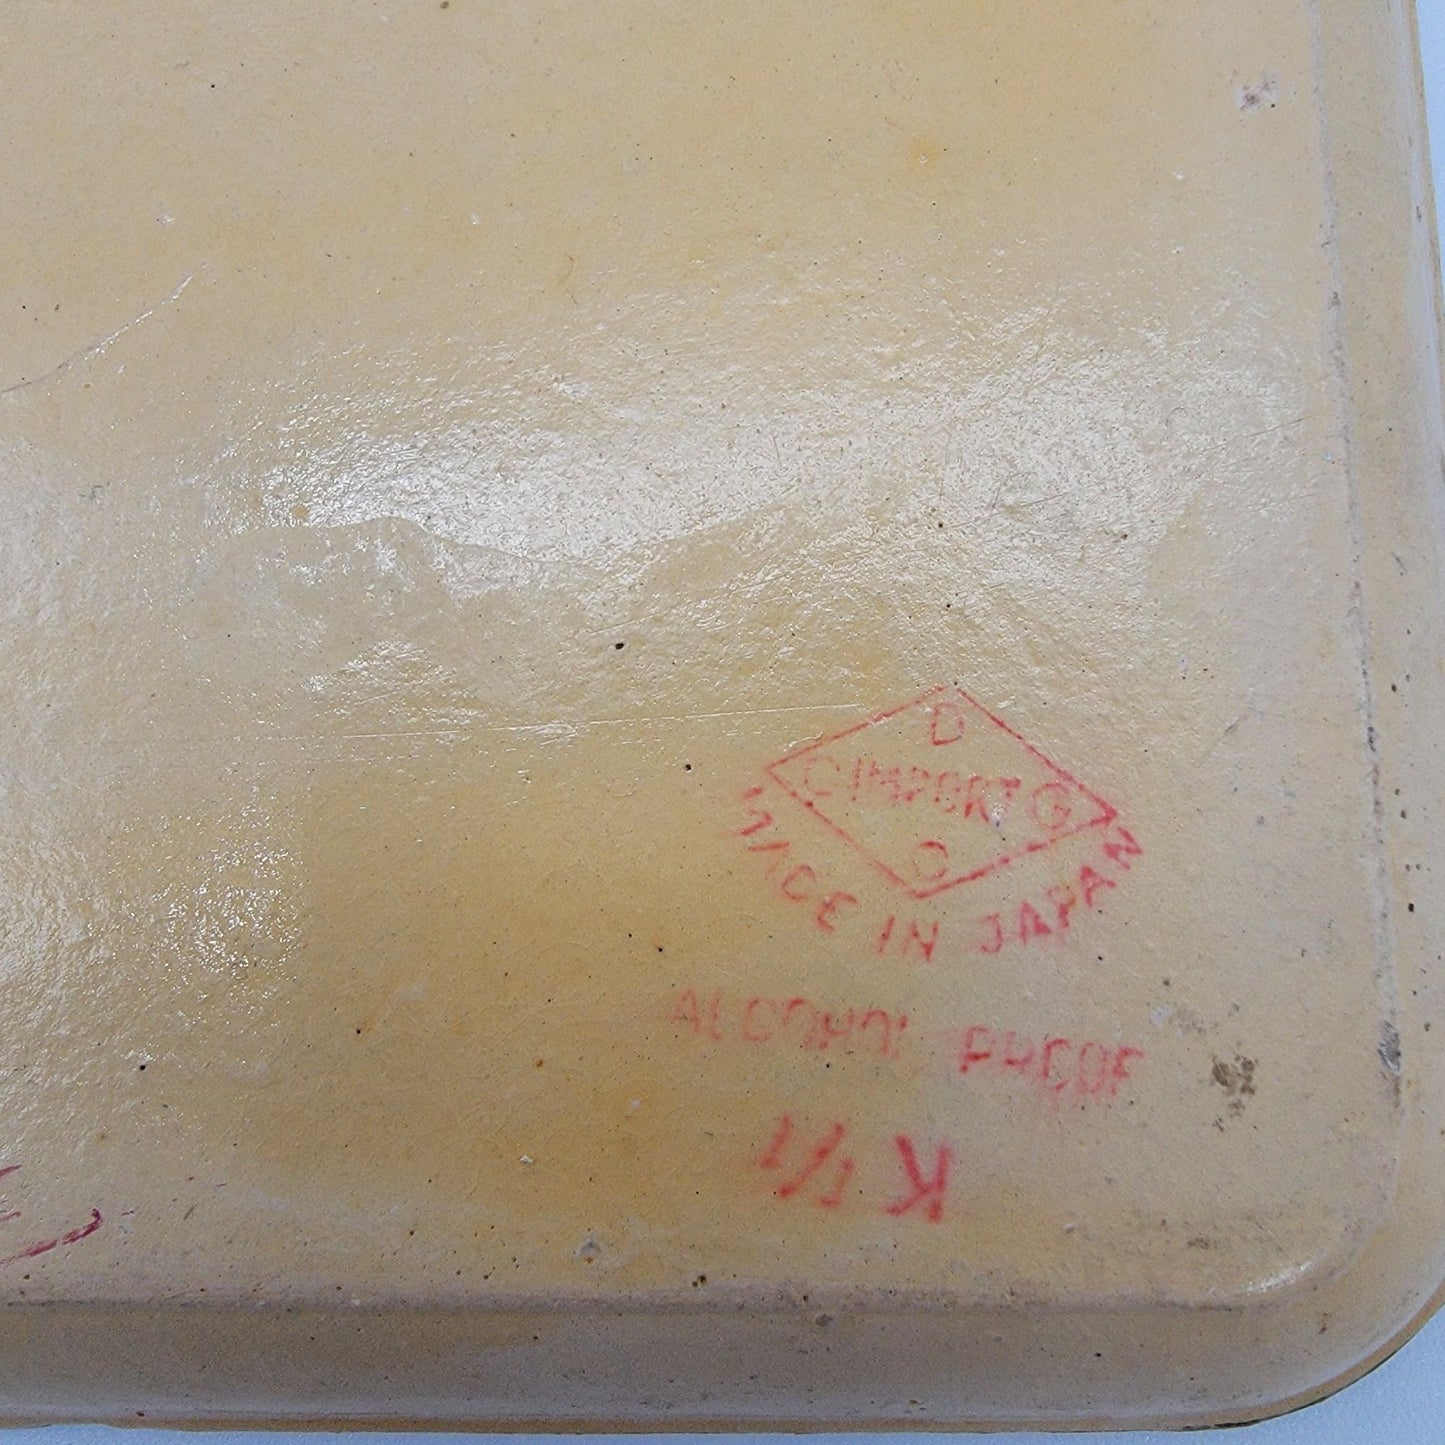 D
C IMPORT G
O
MADE IN JAPAN
ALCOHOL PROOF